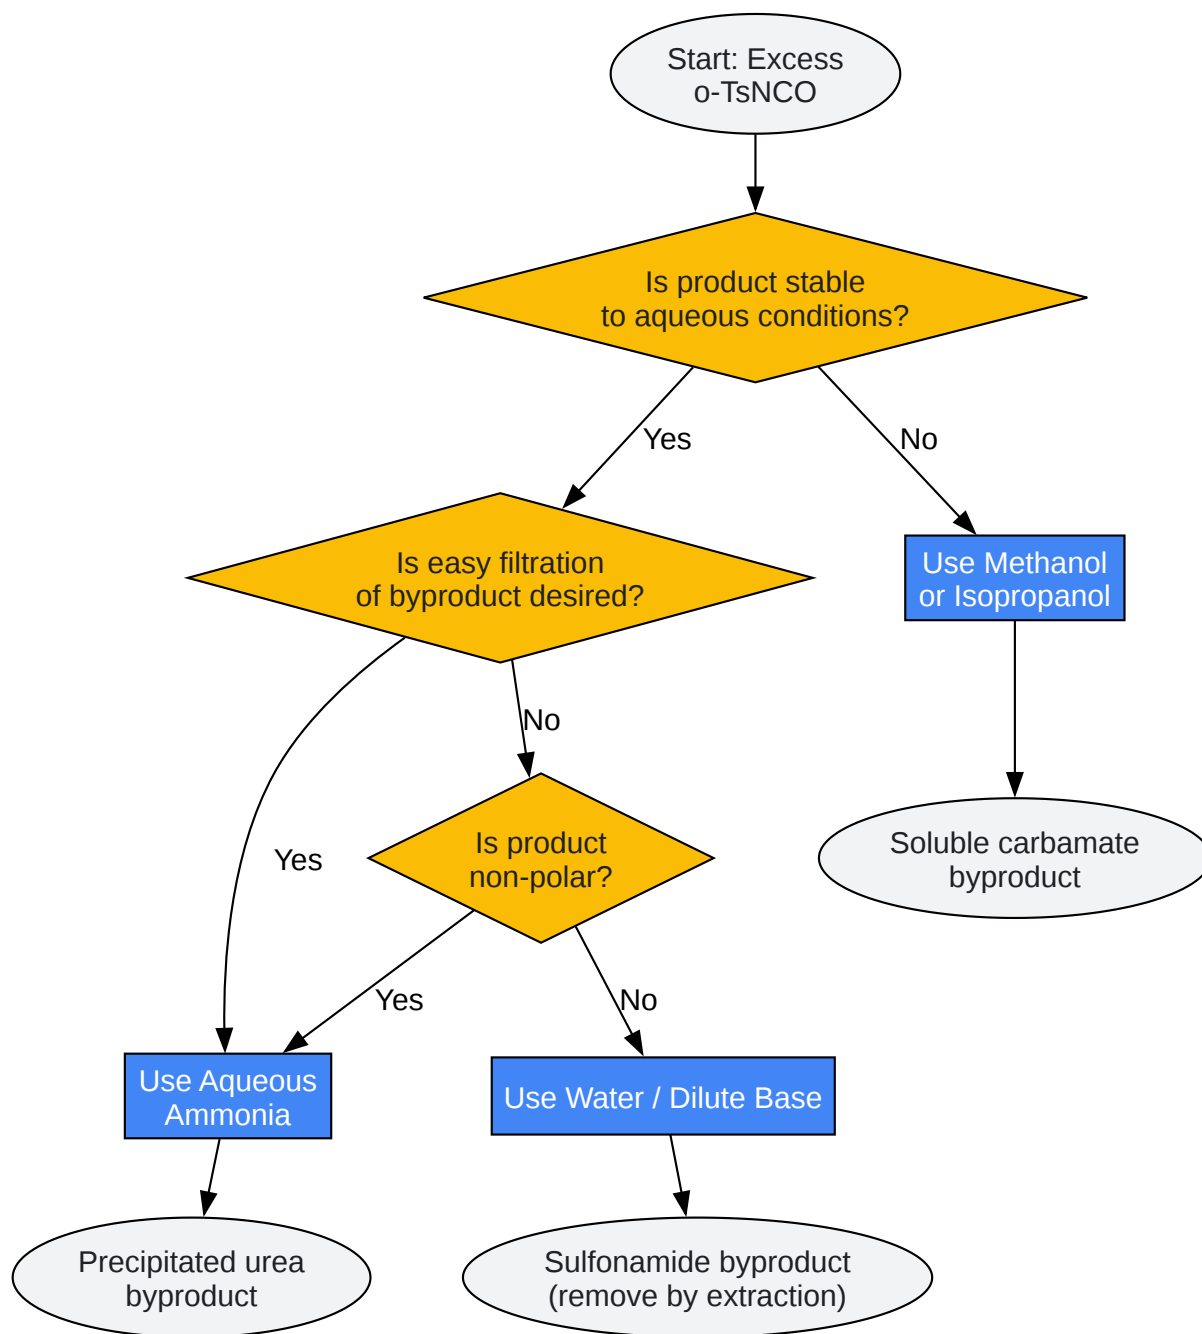 Start: Excess
o-TsNCO
Is product stable
to aqueous conditions?
Yes
No
Is easy filtration
of byproduct desired?
Use Methanol
or Isopropanol
No
Yes
Is product
non-polar?
Soluble carbamate
byproduct
Yes
No
Use Aqueous
Ammonia
Use Water / Dilute Base
Precipitated urea
byproduct
Sulfonamide byproduct
(remove by extraction)